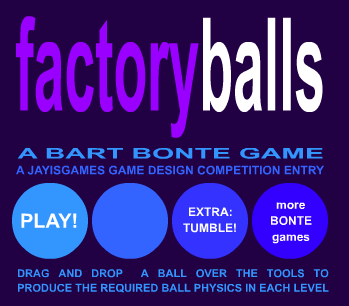 factoryballs
A BART BONTE GAME
A JAYISGAMES GAME DESIGN COMPETITION ENTRY
PLAY!
EXTRA:
TUMBLE!
more
BONTE
games
DRAG AND DROP A BALL OVER THE TOOLS TO
PRODUCE THE REQUIRED BALL PHYSICS IN EACH LEVEL